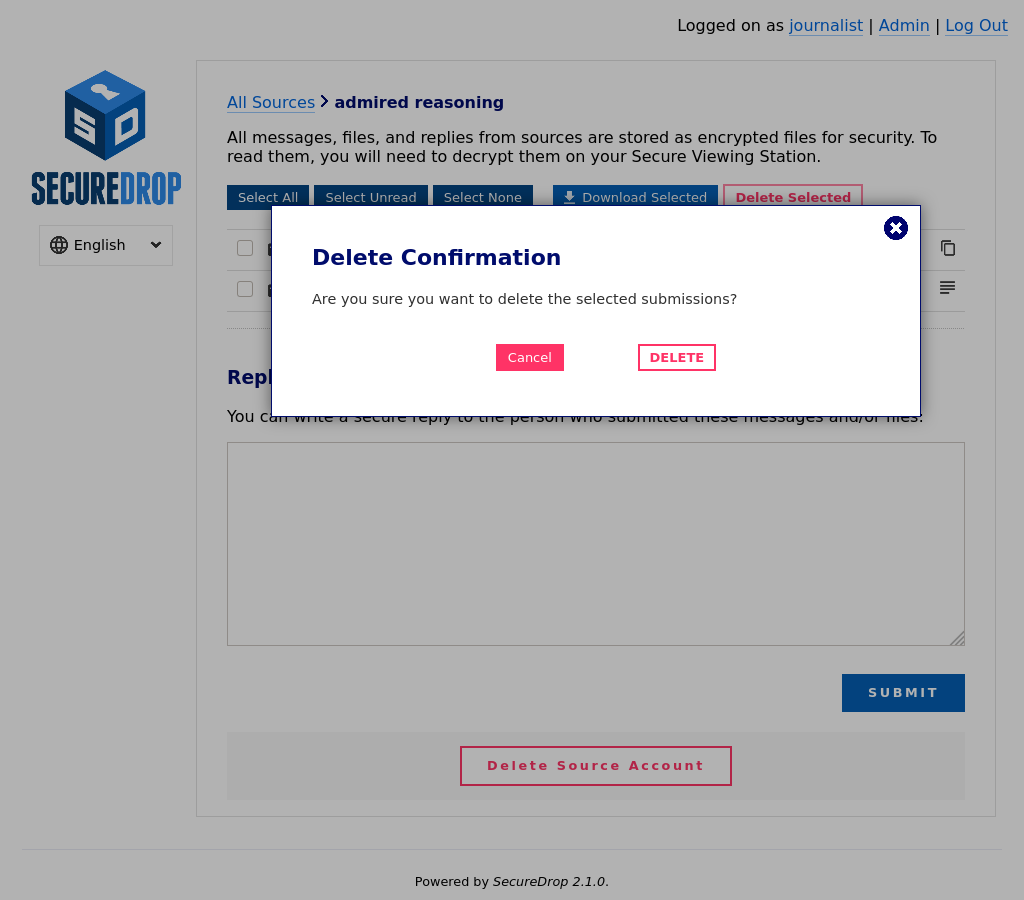 Logged on as journalist | Admin | Log Out
All Sources admired reasoning
All messages, files, and replies from sources are stored as encrypted files for security. To
read them, you will need to decrypt them on your Secure Viewing Station.
SECUREDROP
Select All Select Unread Select None Download Selected Delete Selected
English
Delete Confirmation
Are you sure you want to delete the selected submissions?
Cancel DELETE
You can write a secure reply to the person who submitted these messages and/or files:
SUBMIT
Delete Source Account
Powered by SecureDrop 2.1.0.